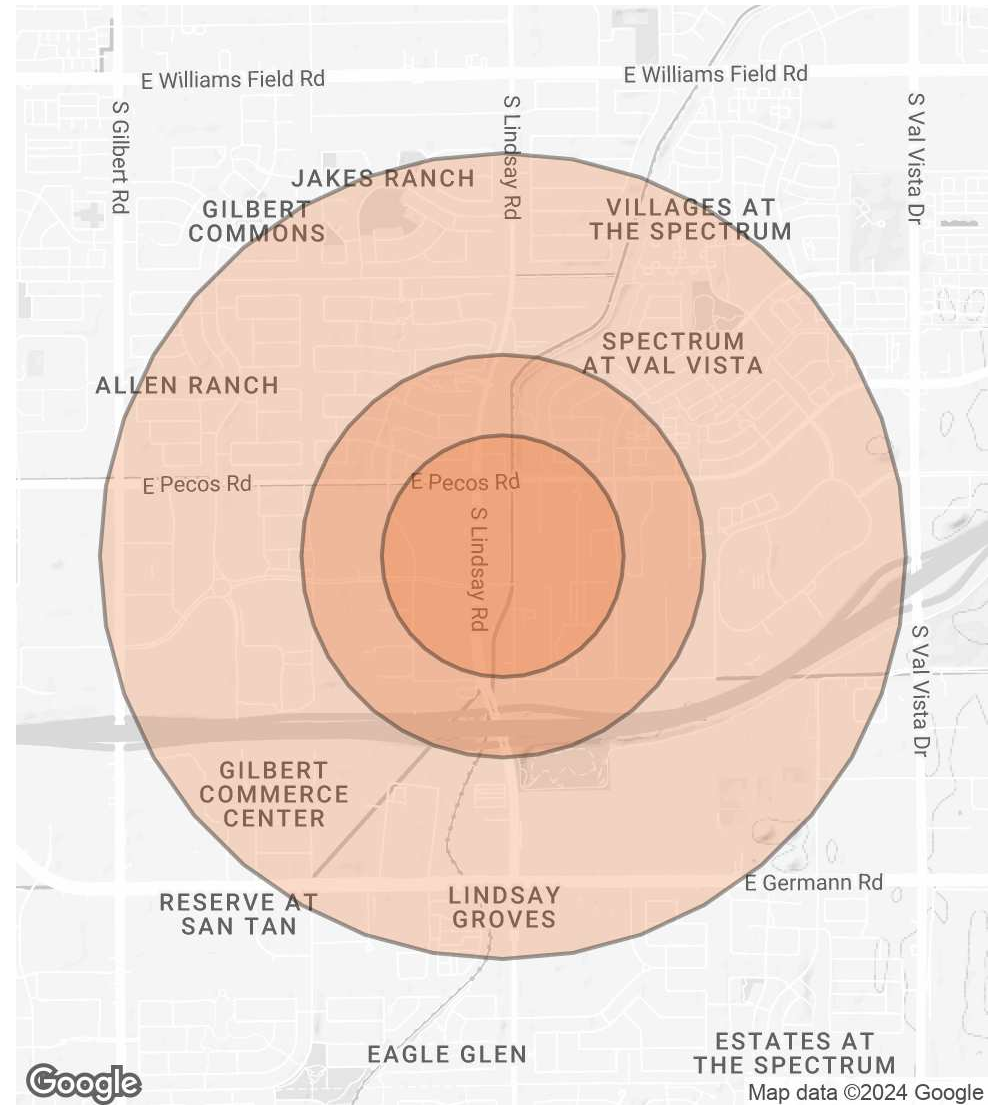 E Williams Field Rd
E Williams Field Rd
S Gilbert Rd
S Lindsay Rd
S Val Vista Dr
JAKES RANCH
GILBERT
COMMONS
VILLAGES AT
THE SPECTRUM
SPECTRUM
AT VAL VISTA
ALLEN RANCH
E Pecos Rd
E Pecos Rd
S Lindsay Rd
S Val Vista Dr
GILBERT
COMMERCE
CENTER
E Germann Rd
RESERVE AT
SAN TAN
LINDSAY
GROVES
EAGLE GLEN
ESTATES AT
THE SPECTRUM
Google
Map data ©2024 Google